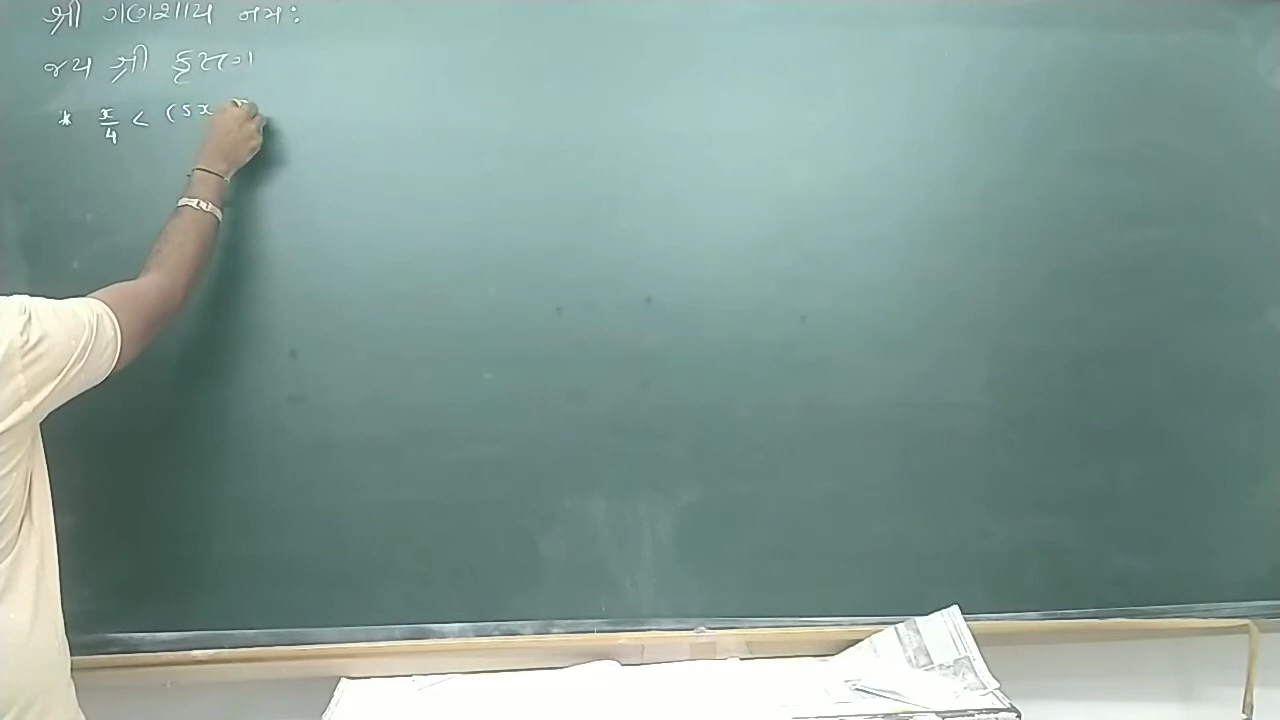 શ્રી ગણેશાય નમઃ
જય શ્રી કૃષ્ણ
* x/4 < (5x